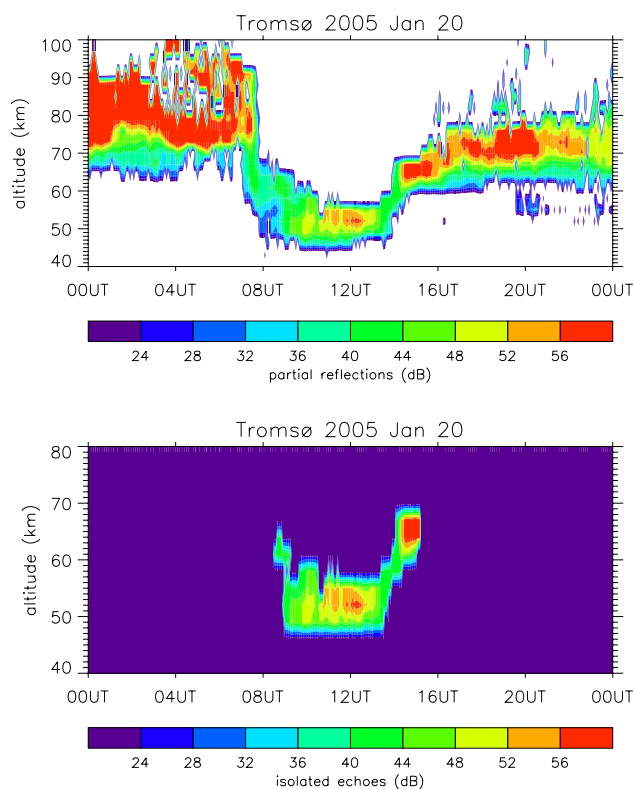 Tromsø 2005 Jan 20
100
90
80
70
60
50
40
altitude (km)
00UT 04UT 08UT 12UT 16UT 20UT 00UT
24 28 32 36 40 44 48 52 56
partial reflections (dB)
Tromsø 2005 Jan 20
80
70
60
50
40
altitude (km)
00UT 04UT 08UT 12UT 16UT 20UT 00UT
24 28 32 36 40 44 48 52 56
isolated echoes (dB)